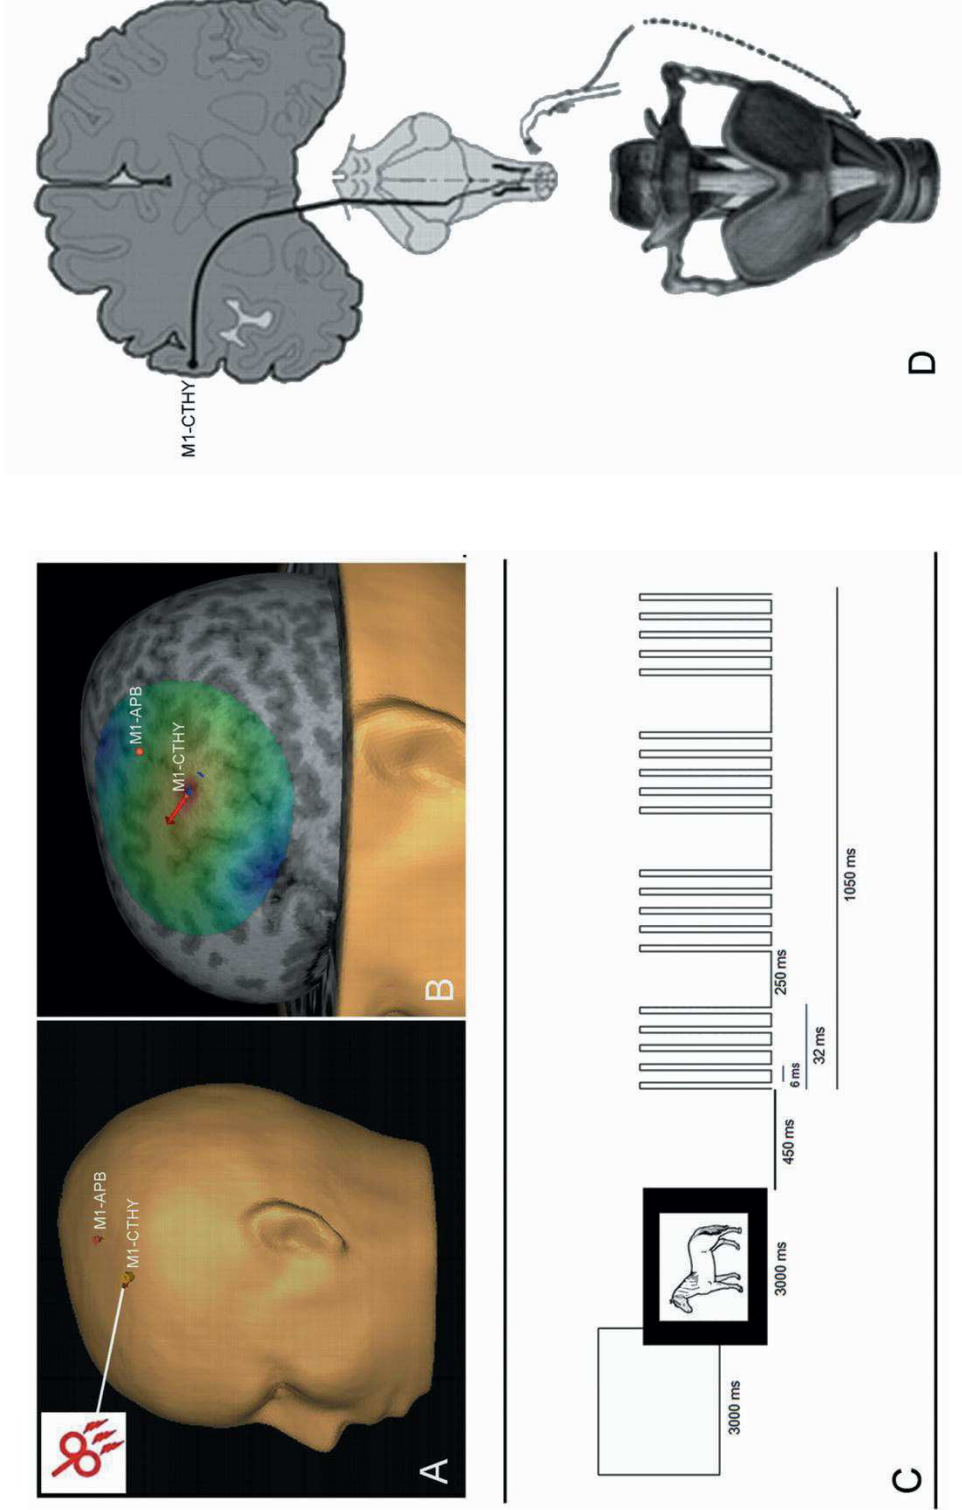 M1-APB
M1-CTHY
A
M1-APB
M1-CTHY
B
3000 ms
3000 ms
450 ms
6 ms
32 ms
250 ms
1050 ms
C
M1-CTHY
D